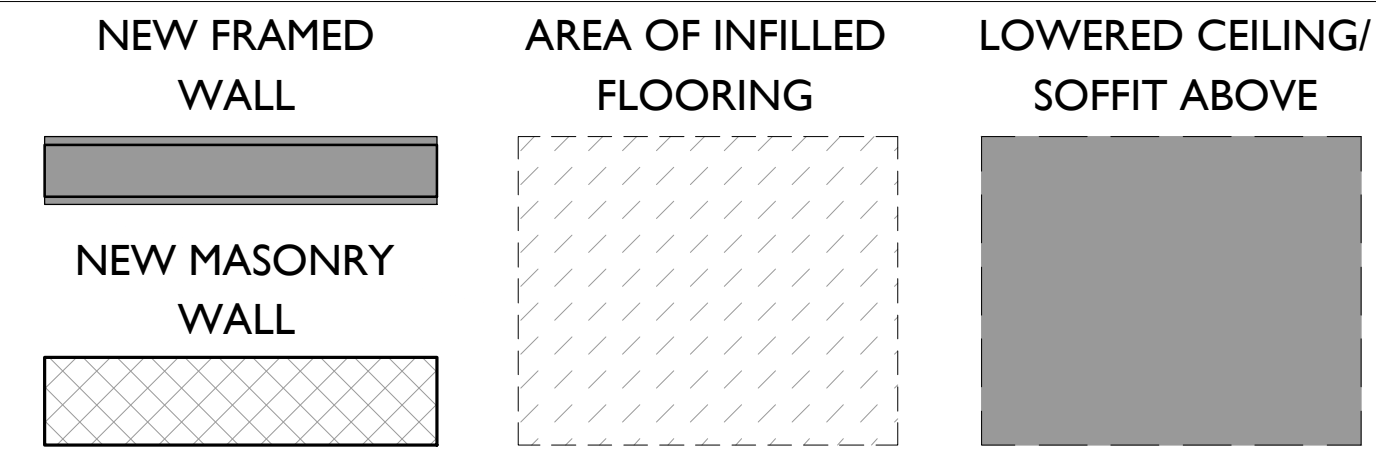 NEW FRAMED
WALL
NEW MASONRY
WALL
AREA OF INFILLED
FLOORING
LOWERED CEILING/
SOFFIT ABOVE